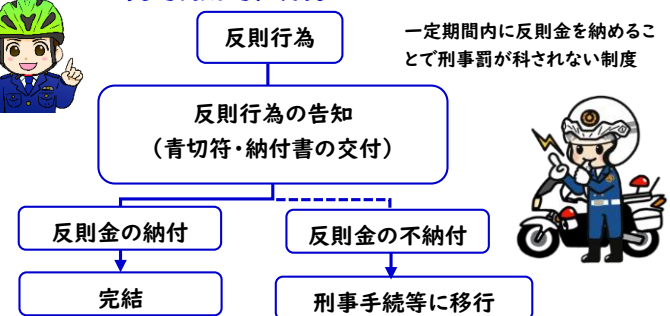 反則行為
一定期間内に反則金を納めるこ
とで刑事罰が科されない制度
反則行為の告知
（青切符・納付書の交付）
反則金の納付
反則金の不納付
完結
刑事手続等に移行